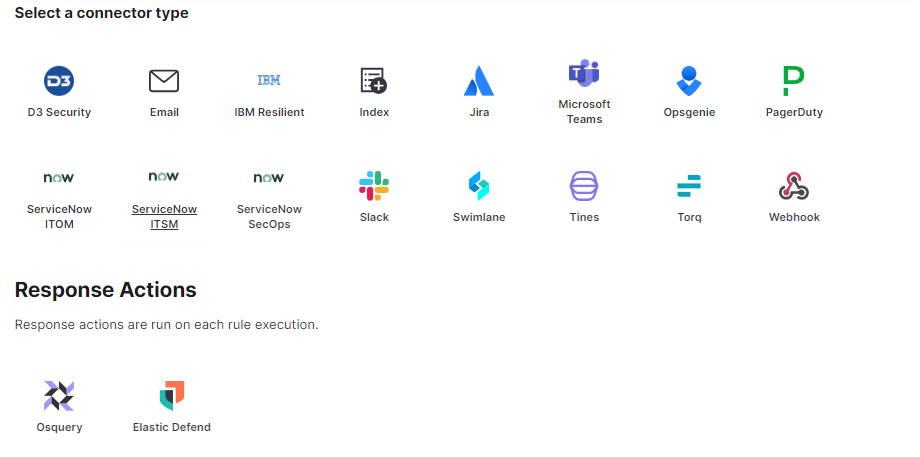 Select a connector type
D3
IBM
T
D3 Security
Email
IBM Resilient
Index
Jira
Microsoft
Teams
Opsgenie
PagerDuty
now
now
now
ServiceNow
ITOM
ServiceNow
ITSM
ServiceNow
SecOps
Slack
Swimlane
Tines
Torq
Webhook
Response Actions
Response actions are run on each rule execution.
Osquery
Elastic Defend